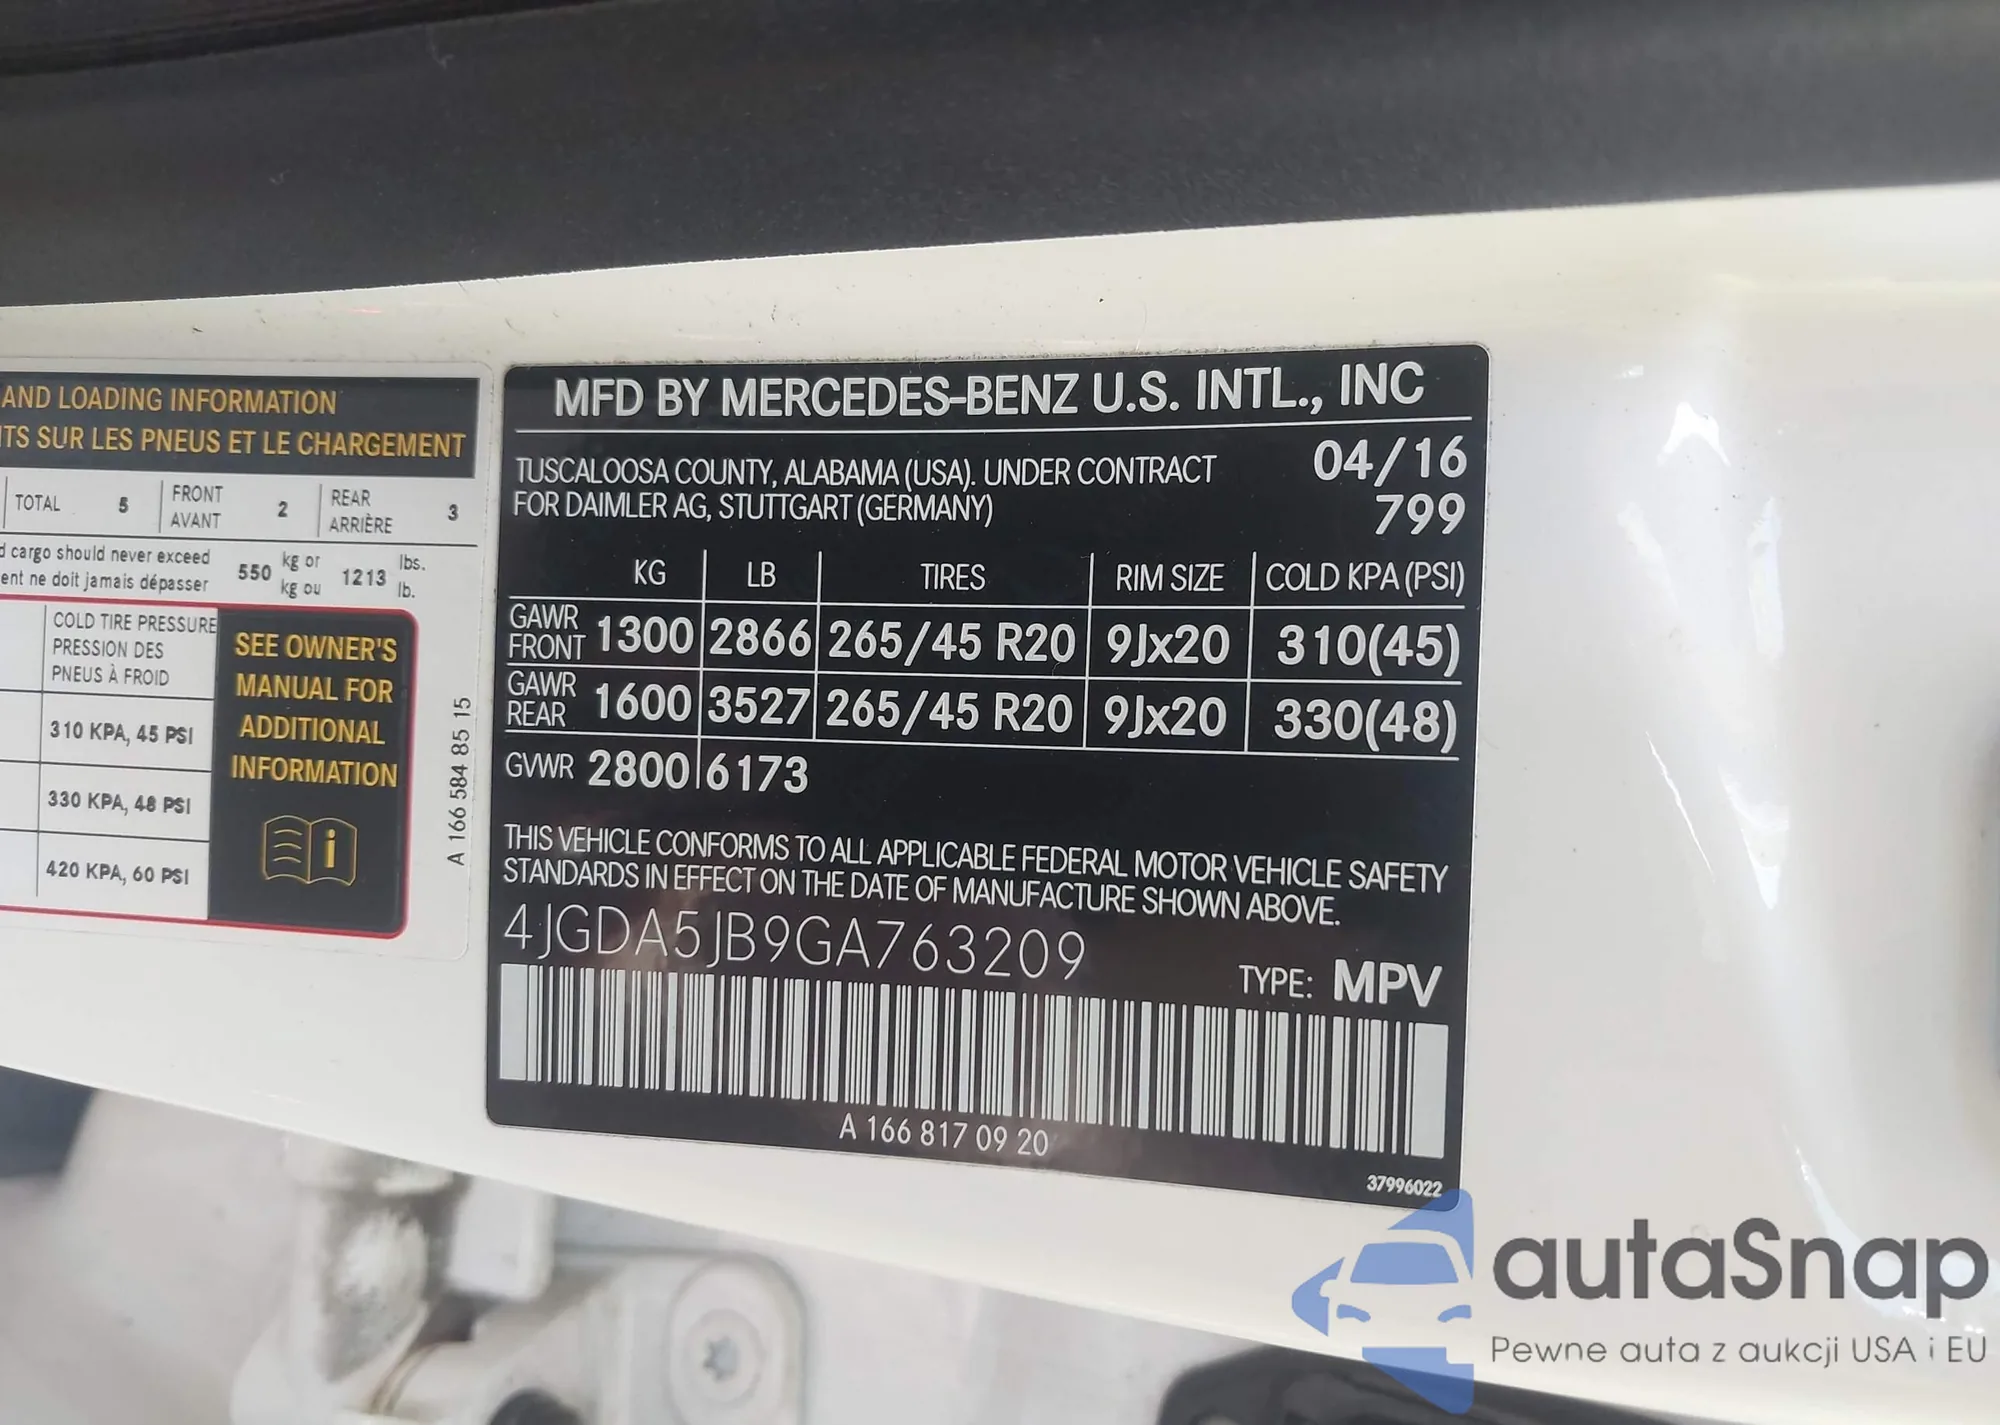 AND LOADING INFORMATION
TS SUR LES PNEUS ET LE CHARGEMENT
TOTAL 5 FRONT AVANT 2 REAR ARRIÈRE 3
d cargo should never exceed
ent ne doit jamais dépasser
550 kg or kg ou 1213 lbs. lb.
COLD TIRE PRESSURE
PRESSION DES
PNEUS À FROID
310 KPA, 45 PSI
330 KPA, 48 PSI
420 KPA, 60 PSI
SEE OWNER'S
MANUAL FOR
ADDITIONAL
INFORMATION
i
A 166 584 85 15
MFD BY MERCEDES-BENZ U.S. INTL., INC
TUSCALOOSA COUNTY, ALABAMA (USA). UNDER CONTRACT
FOR DAIMLER AG, STUTTGART (GERMANY)
04/16
799
KG LB TIRES RIM SIZE COLD KPA (PSI)
GAWR FRONT 1300 2866 265/45 R20 9Jx20 310(45)
GAWR REAR 1600 3527 265/45 R20 9Jx20 330(48)
GVWR 2800 6173
THIS VEHICLE CONFORMS TO ALL APPLICABLE FEDERAL MOTOR VEHICLE SAFETY
STANDARDS IN EFFECT ON THE DATE OF MANUFACTURE SHOWN ABOVE.
4JGDA5JB9GA763209
TYPE: MPV
A 166 817 09 20
37996022
autaSnap
Pewne auta z aukcji USA i EU